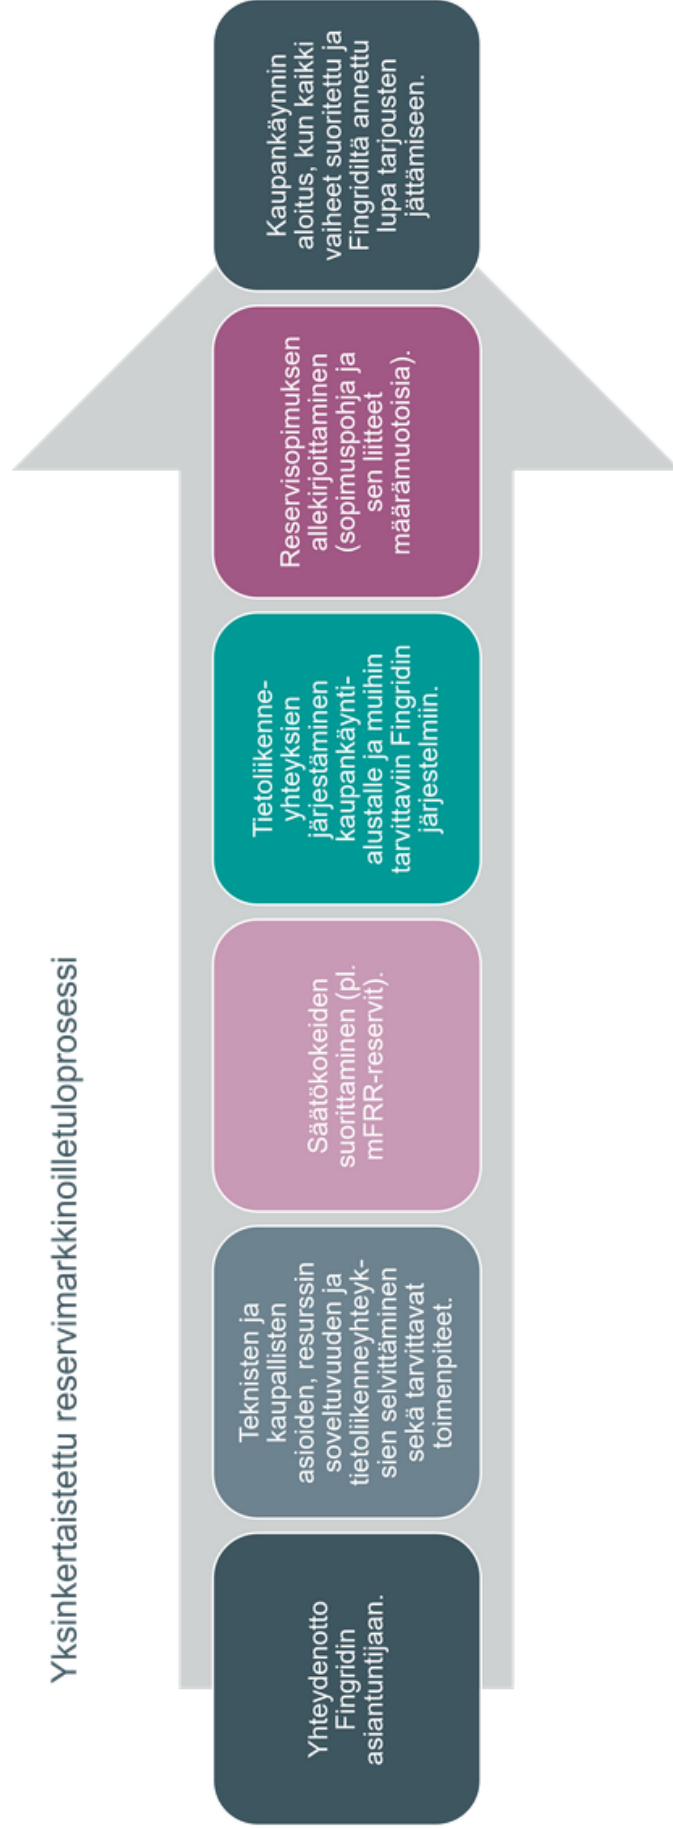 Yksinkertaistettu reservimarkkinoilletuloprosessi
Yhteydenotto
Fingridin
asiantuntijaan.
Teknisten ja
kaupallisten
asioiden, resurssin
soveltuvuuden ja
tietoliikenneyhteyk-
sien selvittäminen
sekä tarvittavat
toimenpiteet.
Säätökokeiden
suorittaminen (pl.
mFRR-reservit).
Tietoliikenne-
yhteyksien
järjestäminen
kaupankäynti-
alustalle ja muihin
tarvittaviin Fingridin
järjestelmiin.
Reservisopimuksen
allekirjoittaminen
(sopimuspohja ja
sen liitteet
määrämuotoisia).
Kaupankäynnin
aloitus, kun kaikki
vaiheet suoritettu ja
Fingridiltä annettu
lupa tarjousten
jättämiseen.